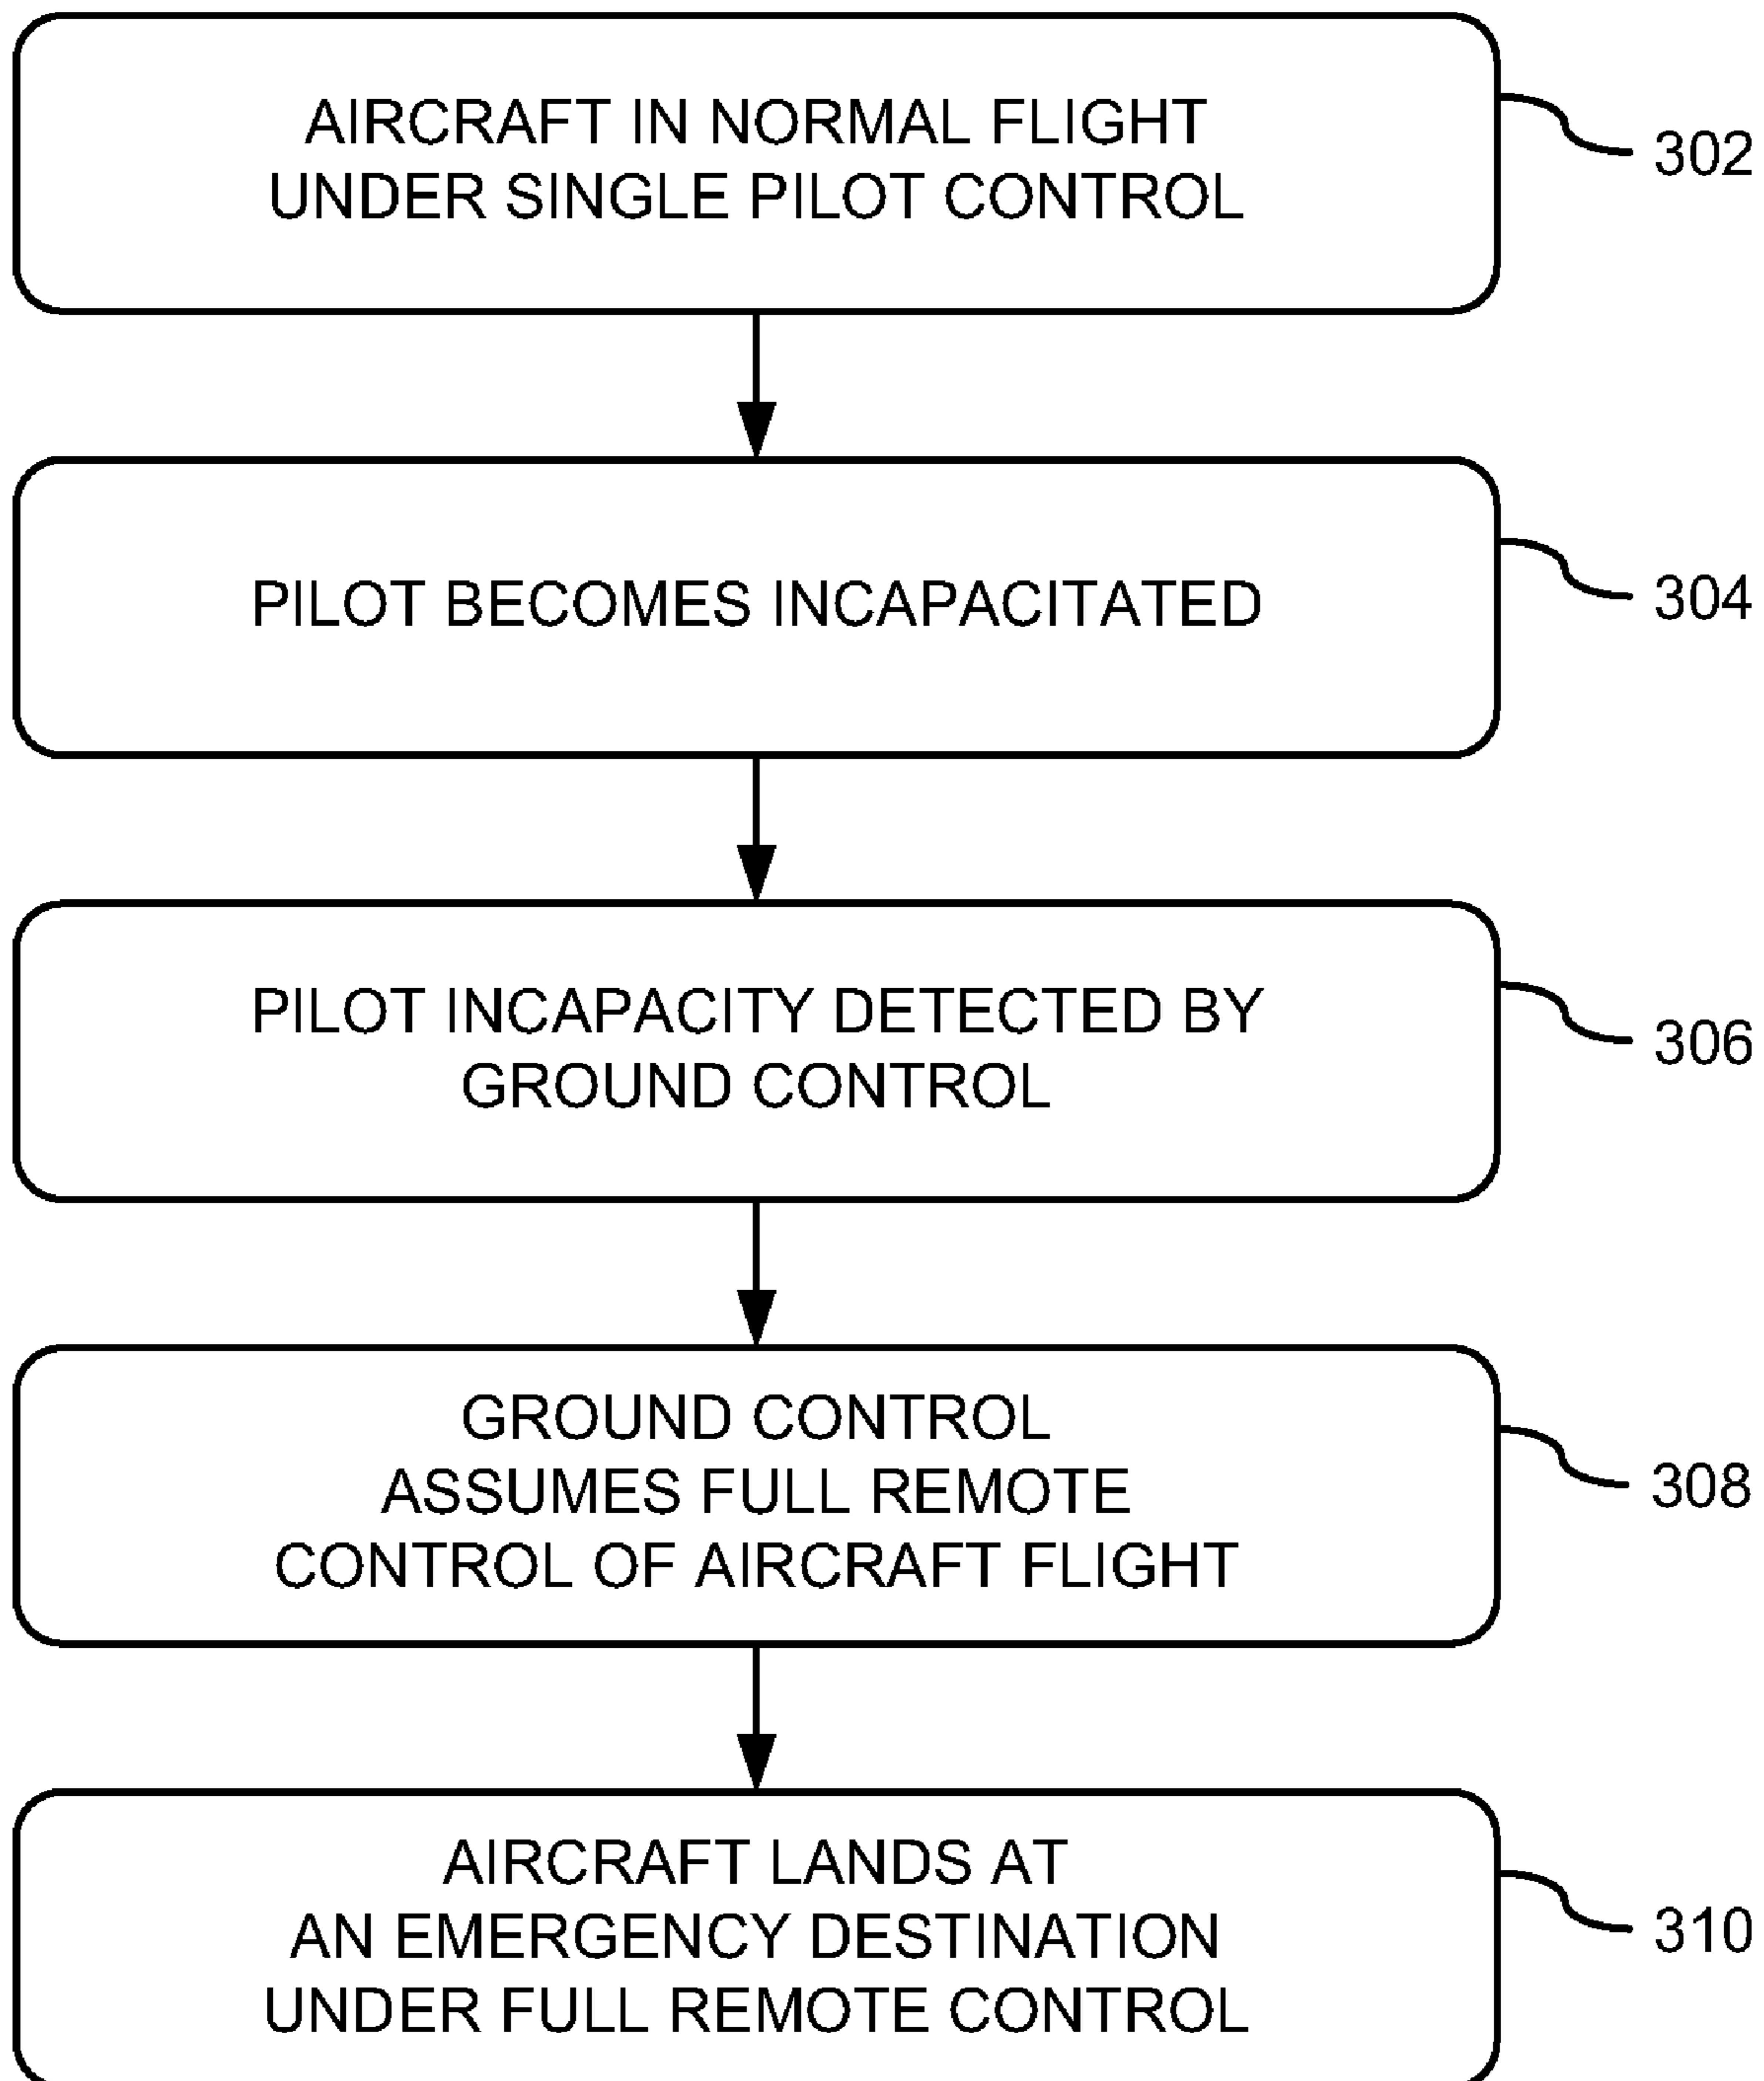 AIRCRAFT IN NORMAL FLIGHT
UNDER SINGLE PILOT CONTROL
302
PILOT BECOMES INCAPACITATED
304
PILOT INCAPACITY DETECTED BY
GROUND CONTROL
306
GROUND CONTROL
ASSUMES FULL REMOTE
CONTROL OF AIRCRAFT FLIGHT
308
AIRCRAFT LANDS AT
AN EMERGENCY DESTINATION
UNDER FULL REMOTE CONTROL
310